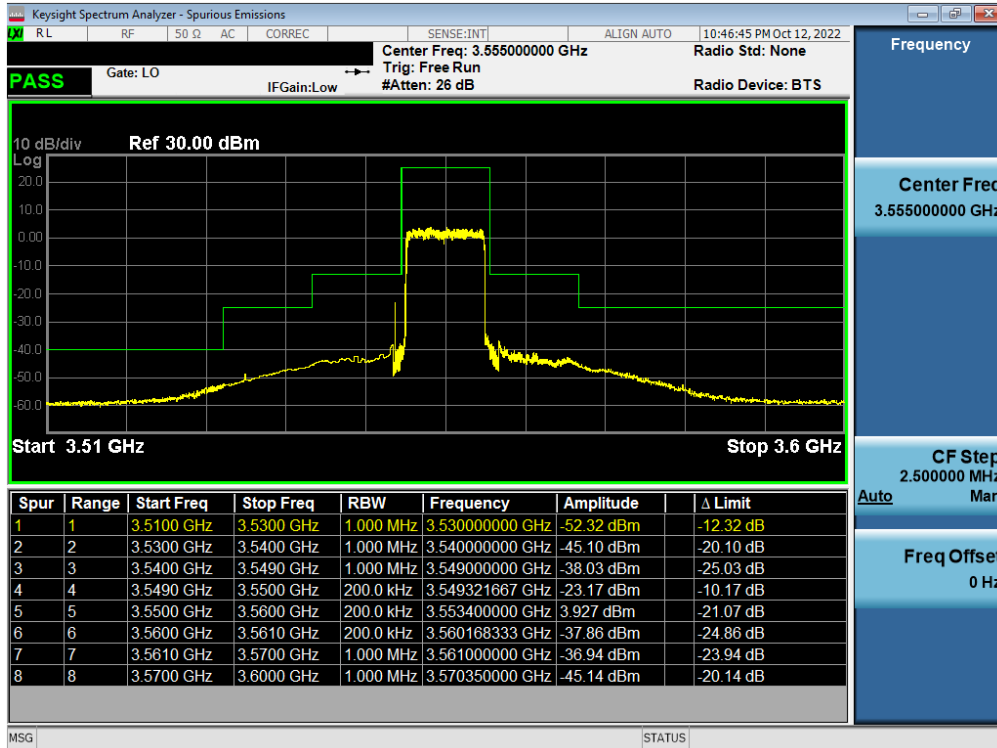 Keysight Spectrum Analyzer - Spurious Emissions
LXI RL RF 50 Ω AC CORREC SENSE:INT ALIGN AUTO 10:46:45 PM Oct 12, 2022
Center Freq: 3.555000000 GHz Radio Std: None
Gate: LO Trig: Free Run
PASS IFGain:Low #Atten: 26 dB Radio Device: BTS
Frequency
10 dB/div Ref 30.00 dBm
Log
20.0
10.0
0.00
-10.0
-20.0
-30.0
-40.0
-50.0
-60.0
Start 3.51 GHz Stop 3.6 GHz
Center Freq
3.555000000 GHz
CF Step
2.500000 MHz
Auto Man
Freq Offset
0 Hz
Spur Range Start Freq Stop Freq RBW Frequency Amplitude Δ Limit
1 1 3.5100 GHz 3.5300 GHz 1.000 MHz 3.530000000 GHz -52.32 dBm -12.32 dB
2 2 3.5300 GHz 3.5400 GHz 1.000 MHz 3.540000000 GHz -45.10 dBm -20.10 dB
3 3 3.5400 GHz 3.5490 GHz 1.000 MHz 3.549000000 GHz -38.03 dBm -25.03 dB
4 4 3.5490 GHz 3.5500 GHz 200.0 kHz 3.549321667 GHz -23.17 dBm -10.17 dB
5 5 3.5500 GHz 3.5600 GHz 200.0 kHz 3.553400000 GHz 3.927 dBm -21.07 dB
6 6 3.5600 GHz 3.5610 GHz 200.0 kHz 3.560168333 GHz -37.86 dBm -24.86 dB
7 7 3.5610 GHz 3.5700 GHz 1.000 MHz 3.561000000 GHz -36.94 dBm -23.94 dB
8 8 3.5700 GHz 3.6000 GHz 1.000 MHz 3.570350000 GHz -45.14 dBm -20.14 dB
MSG STATUS